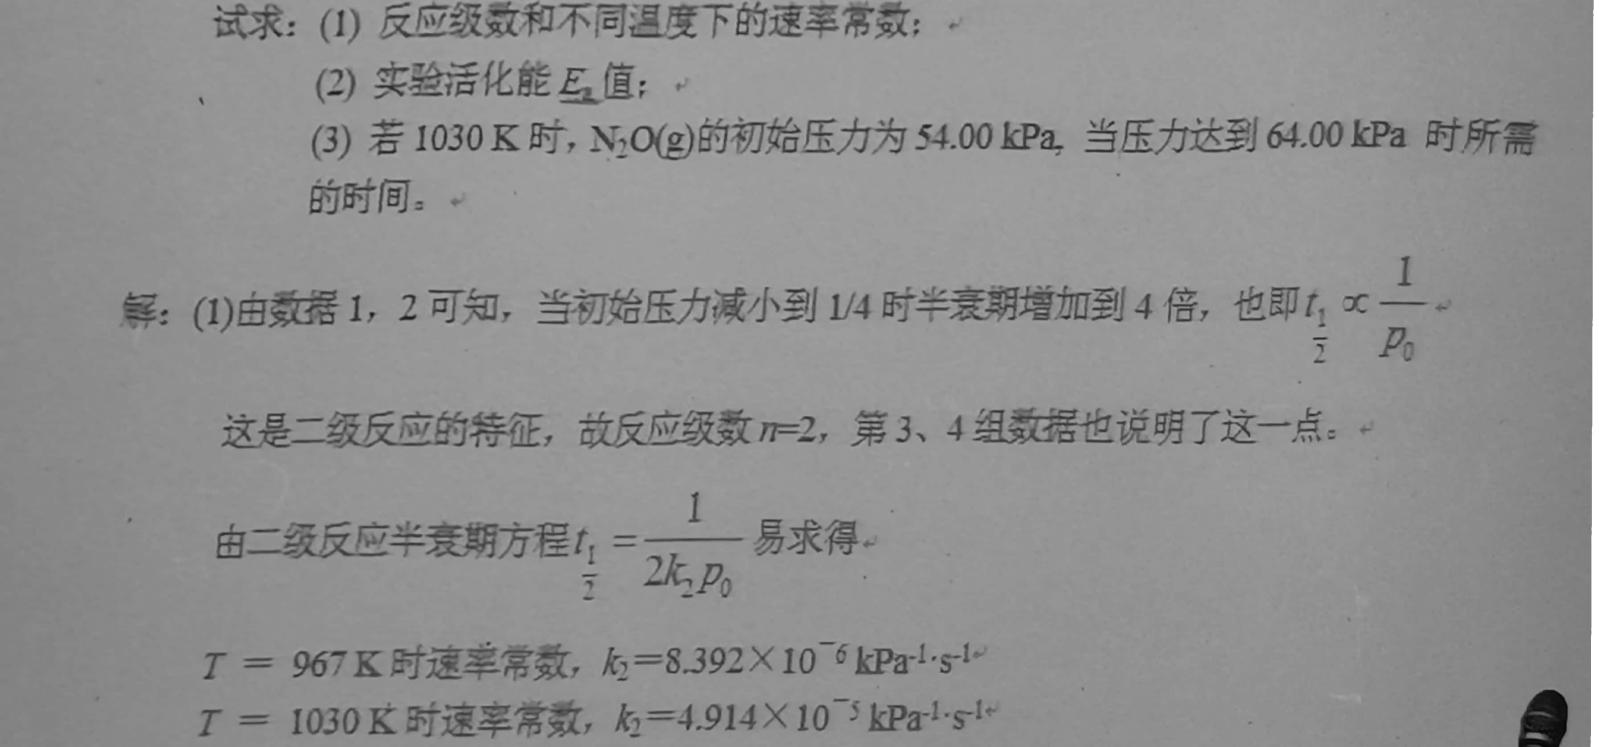 试求：(1) 反应级数和不同温度下的速率常数；
(2) 实验活化能 Ea 值；
(3) 若 1030 K 时，N2O(g)的初始压力为 54.00 kPa, 当压力达到 64.00 kPa 时所需
的时间。
解：(1)由数据 1，2 可知，当初始压力减小到 1/4 时半衰期增加到 4 倍，也即 t1/2 ∝ 1/p0
这是二级反应的特征，故反应级数 n=2，第 3、4 组数据也说明了这一点。
由二级反应半衰期方程 t1/2 = 1/2k2p0 易求得
T = 967 K 时速率常数，k2=8.392×10−6 kPa-1·s-1
T = 1030 K 时速率常数，k2=4.914×10−5 kPa-1·s-1